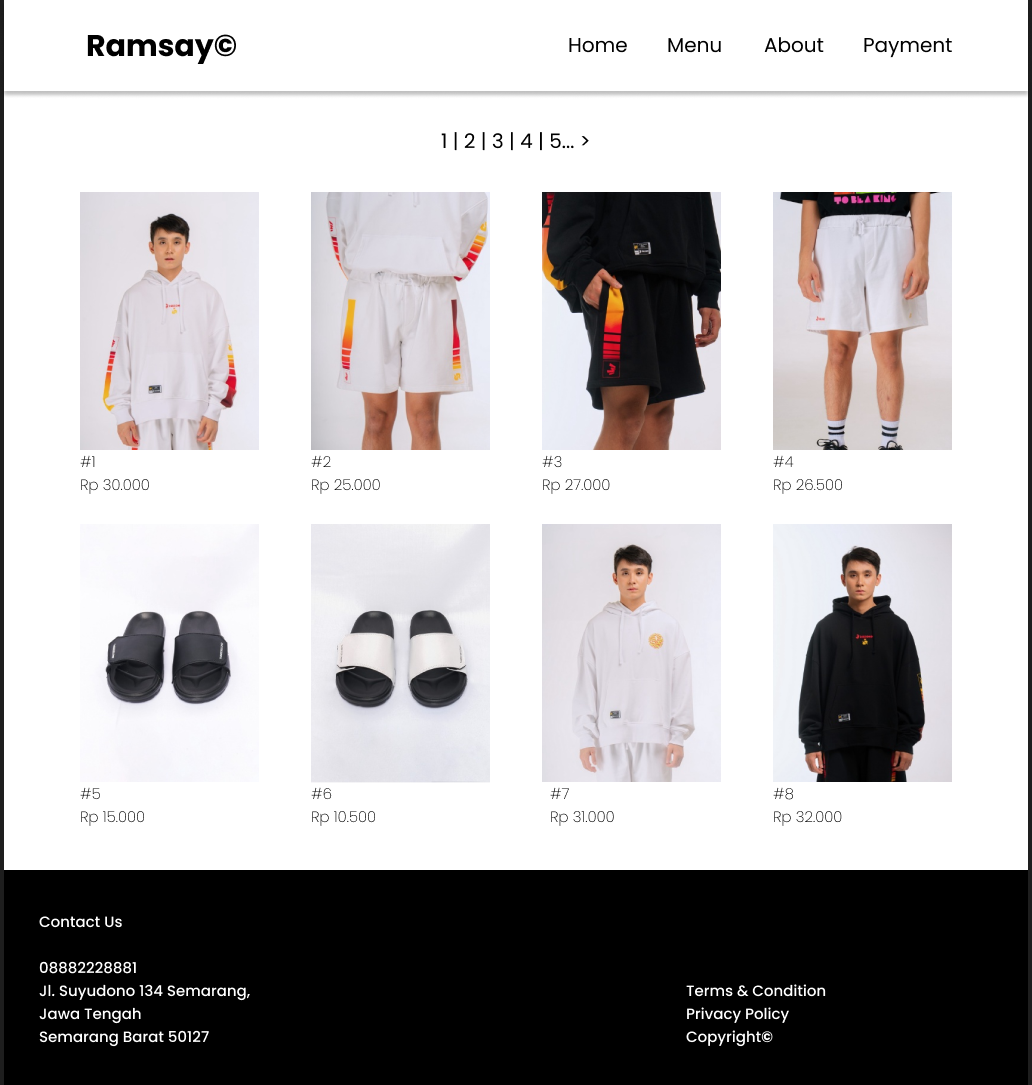 Ramsay©
Home Menu About Payment
1 | 2 | 3 | 4 | 5... >
TO BE A KING
#1
Rp 30.000
#2
Rp 25.000
#3
Rp 27.000
#4
Rp 26.500
#5
Rp 15.000
#6
Rp 10.500
#7
Rp 31.000
#8
Rp 32.000
Contact Us
08882228881
Jl. Suyudono 134 Semarang,
Jawa Tengah
Semarang Barat 50127
Terms & Condition
Privacy Policy
Copyright©